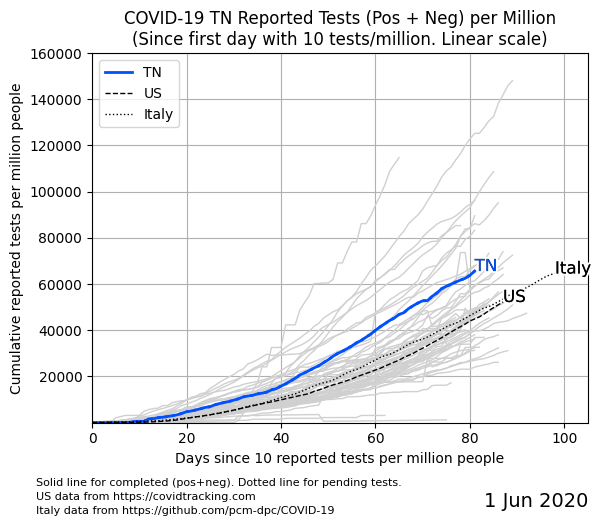 COVID-19 TN Reported Tests (Pos + Neg) per Million
(Since first day with 10 tests/million. Linear scale)
Cumulative reported tests per million people
160000
140000
120000
100000
80000
60000
40000
20000
TN
US
Italy
TN
Italy
US
0 20 40 60 80 100
Days since 10 reported tests per million people
Solid line for completed (pos+neg). Dotted line for pending tests.
US data from https://covidtracking.com
Italy data from https://github.com/pcm-dpc/COVID-19
1 Jun 2020